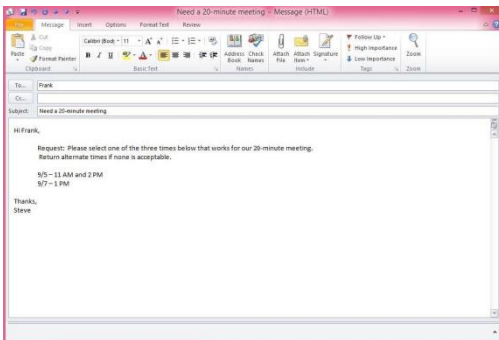 Need a 20-minute meeting - Message (HTML)
File Message Insert Options Format Text Review
Cut
Copy
Format Painter
Paste
Clipboard
Calibri (Body 11
B I U
Basic Text
Address Book
Check Names
Names
Attach File
Attach Item
Signature
Include
Follow Up
High Importance
Low Importance
Tags
Zoom
Zoom
To... Frank
Cc...
Subject: Need a 20-minute meeting
Hi Frank,
Request: Please select one of the three times below that works for our 20-minute meeting.
Return alternate times if none is acceptable.
9/5 – 11 AM and 2 PM
9/7 – 1 PM
Thanks,
Steve